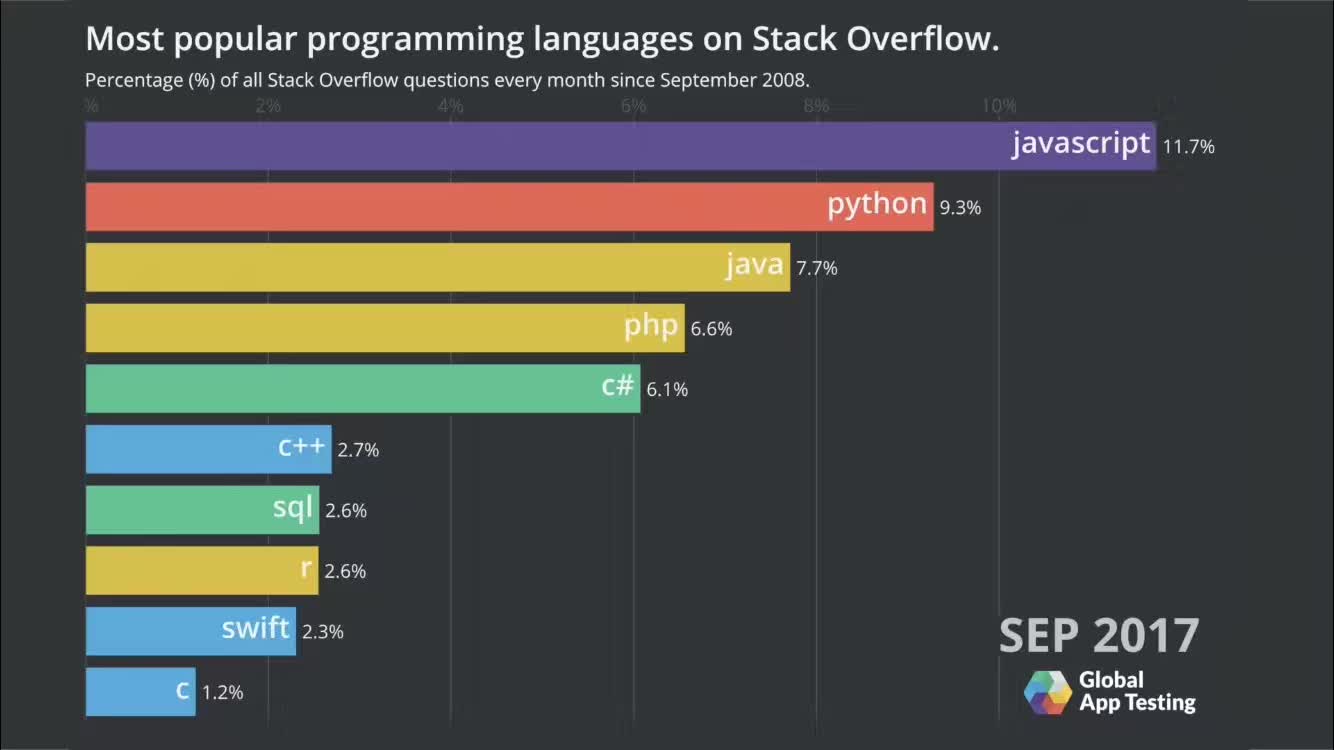 Most popular programming languages on Stack Overflow.
Percentage (%) of all Stack Overflow questions every month since September 2008.
% 2% 4% 6% 8% 10%
javascript 11.7%
python 9.3%
java 7.7%
php 6.6%
c# 6.1%
c++ 2.7%
sql 2.6%
r 2.6%
swift 2.3%
c 1.2%
SEP 2017
Global
App Testing